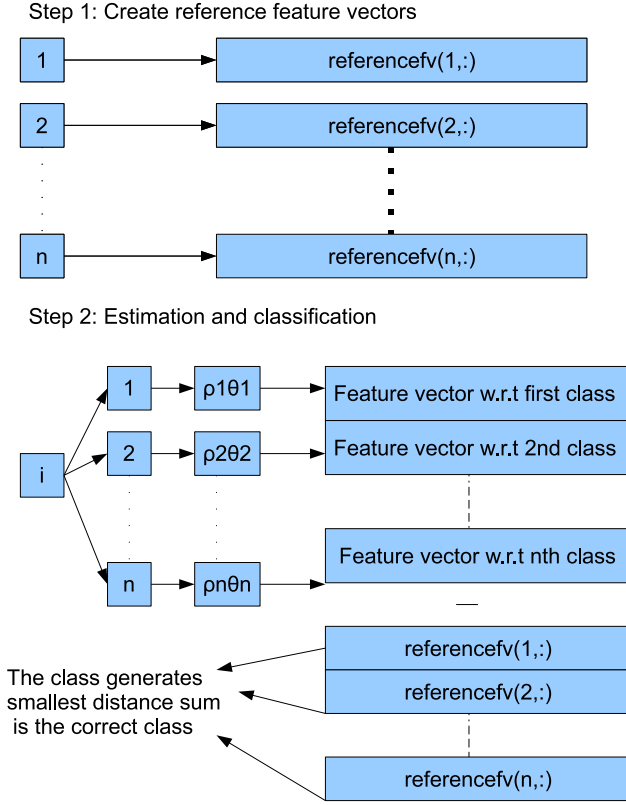 Step 1: Create reference feature vectors
1
referencefv(1,:)
2
referencefv(2,:)
n
referencefv(n,:)
Step 2: Estimation and classification
1
ρ1θ1
Feature vector w.r.t first class
i
2
ρ2θ2
Feature vector w.r.t 2nd class
n
ρnθn
Feature vector w.r.t nth class
—
referencefv(1,:)
referencefv(2,:)
referencefv(n,:)
The class generates
smallest distance sum
is the correct class